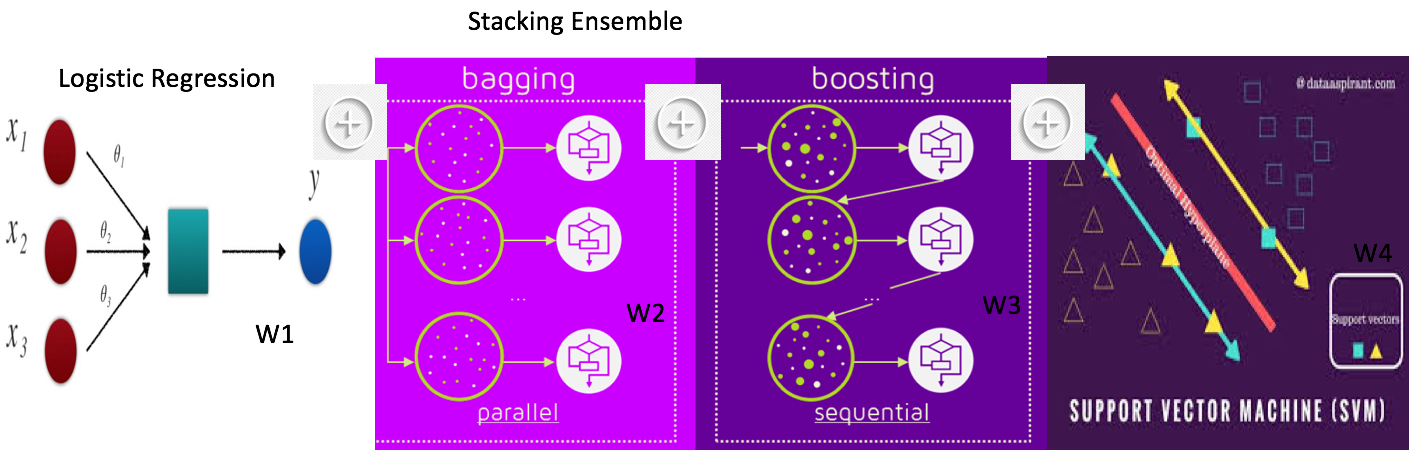 Stacking Ensemble
Logistic Regression
x1
x2
x3
θ1
θ2
θ3
y
W1
bagging
...
W2
parallel
boosting
...
W3
sequential
@ dataaspirant.com
Optimal Hyperplane
W4
Support vectors
SUPPORT VECTOR MACHINE (SVM)